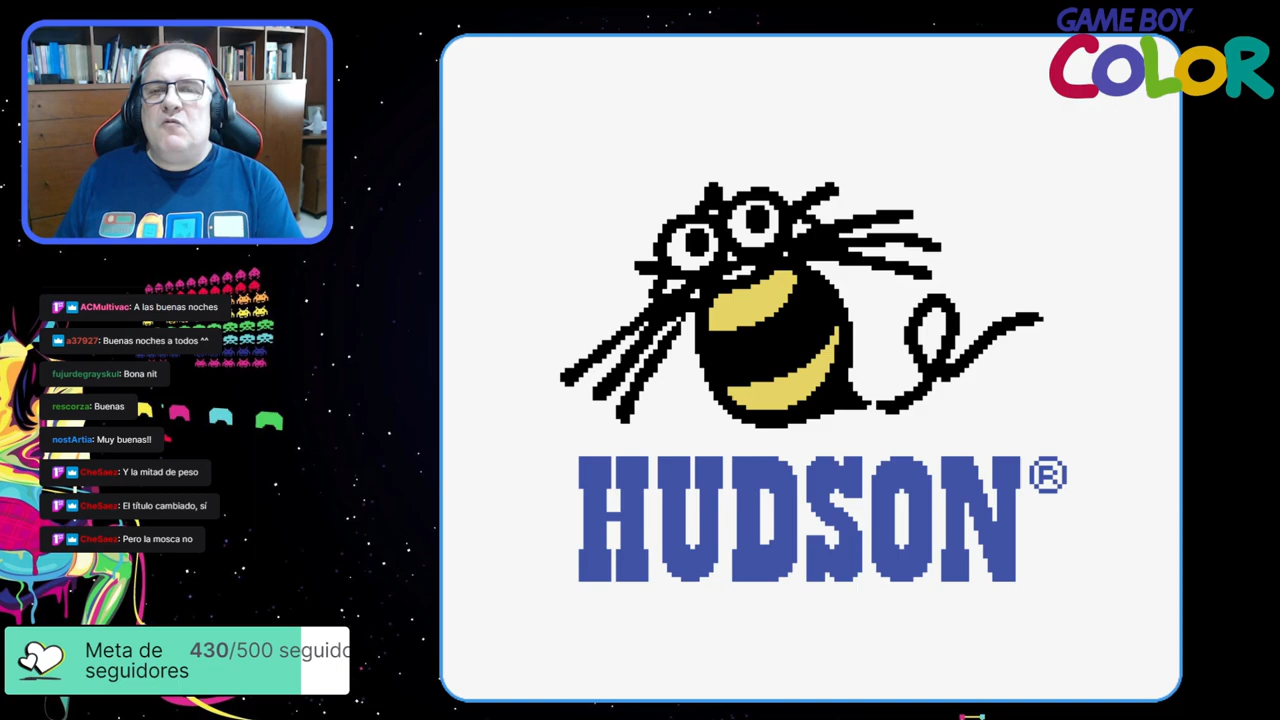 GAME BOY
COLOR
ACMultivac: A las buenas noches
a37927: Buenas noches a todos ^^
fujurdegrayskul: Bona nit
rescorza: Buenas
nostArtia: Muy buenas!!
CheSaez: Y la mitad de peso
CheSaez: El título cambiado, sí
CheSaez: Pero la mosca no
HUDSON®
Meta de seguidores
430/500 seguido